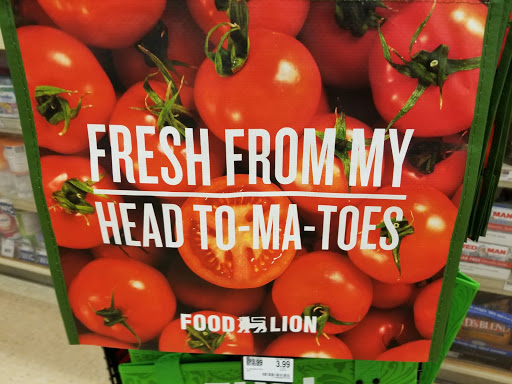 FRESH FROM MY
HEAD TO-MA-TOES
FOOD LION
3.99